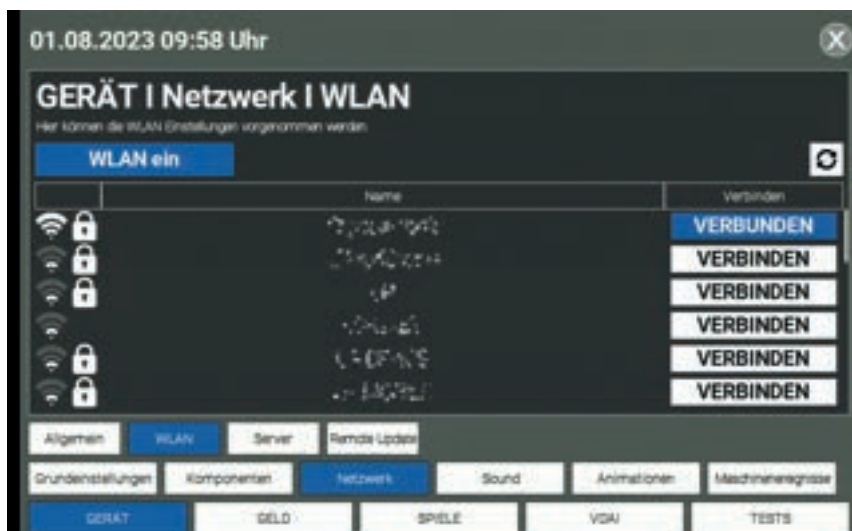 01.08.2023 09:58 Uhr
GERÄT I Netzwerk I WLAN
Hier können die WLAN Einstellungen vorgenommen werden.
WLAN ein
Name Verbinden
VERBUNDEN
VERBINDEN
VERBINDEN
VERBINDEN
VERBINDEN
VERBINDEN
Allgemein WLAN Server Remote Update
Grundeinstellungen Komponenten Netzwerk Sound Animationen Maschinenereignisse
GERÄT GELD SPIELE VDAI TESTS